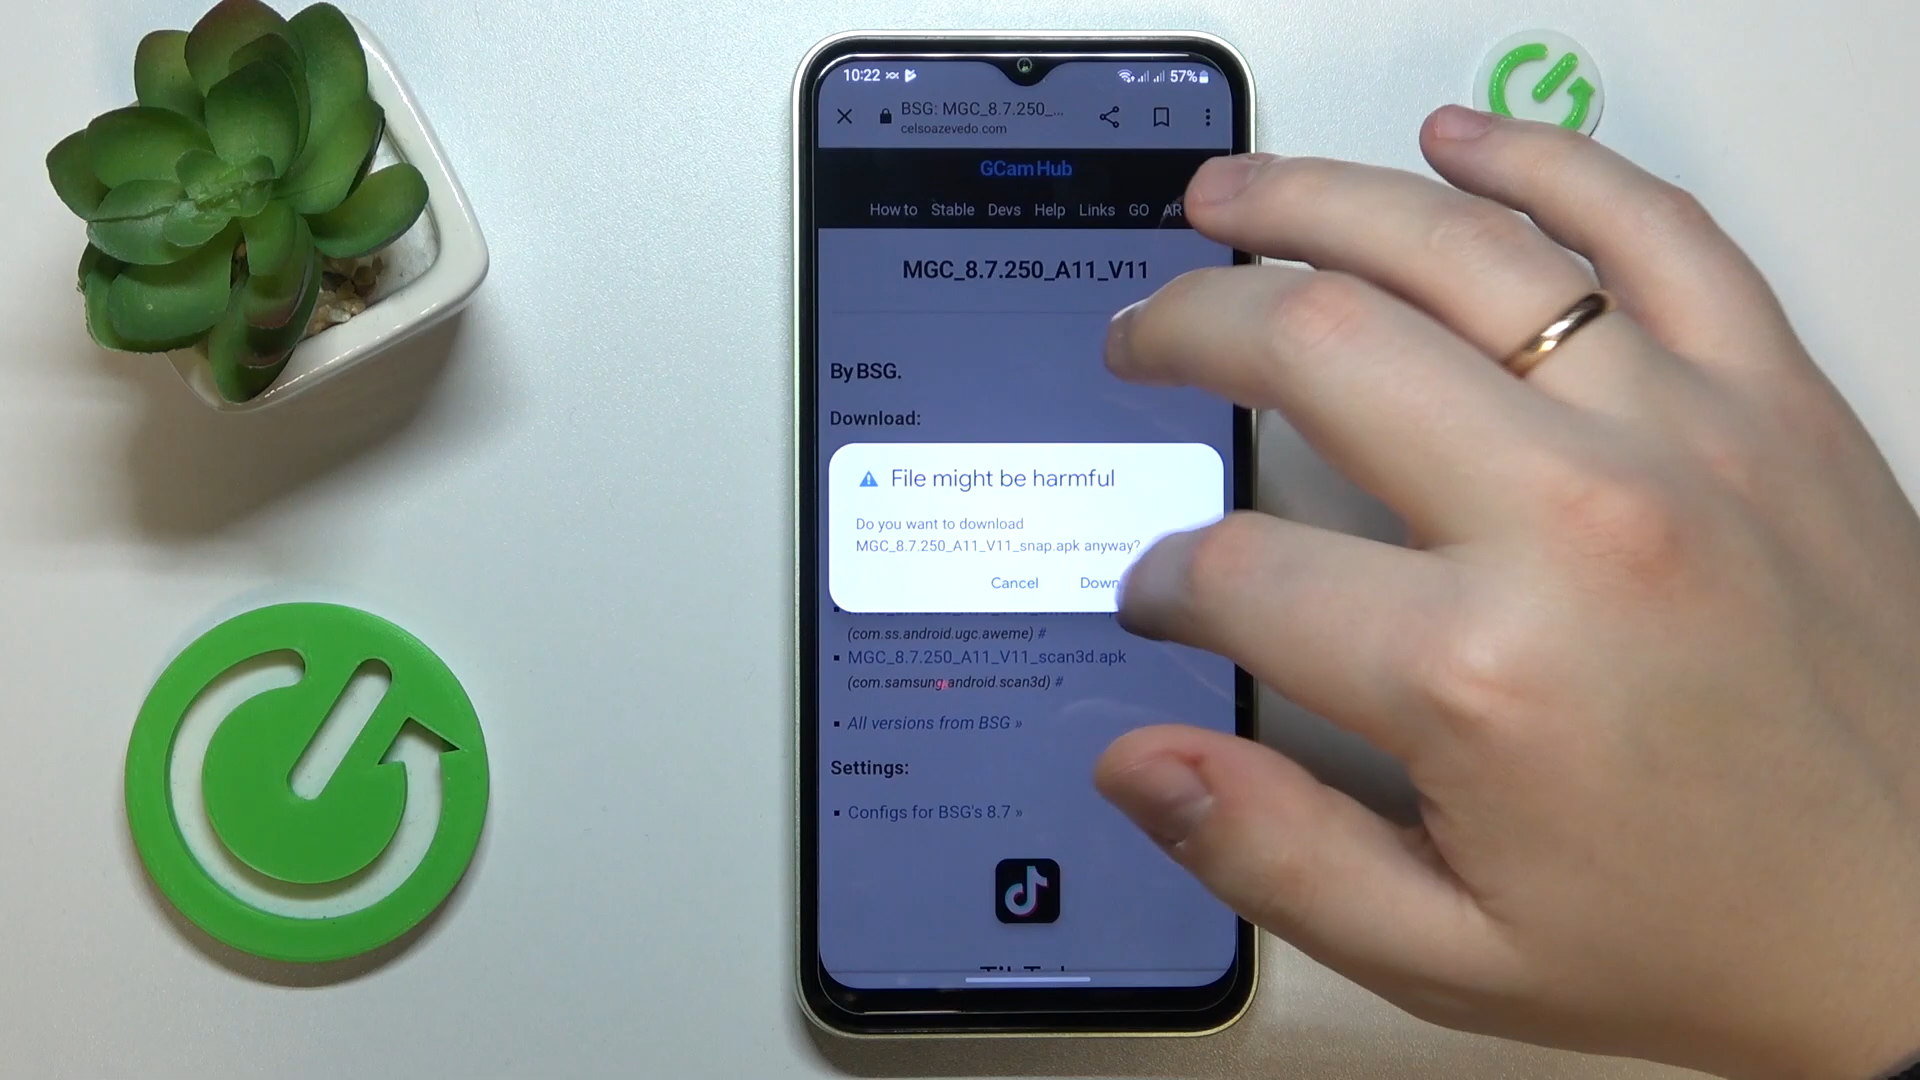 10:22 57%
BSG: MGC_8.7.250_...
celsoazevedo.com
GCam Hub
How to Stable Devs Help Links GO AR
MGC_8.7.250_A11_V11
By BSG.
Download:
File might be harmful
Do you want to download
MGC_8.7.250_A11_V11_snap.apk anyway?
Cancel Down
(com.ss.android.ugc.aweme) #
MGC_8.7.250_A11_V11_scan3d.apk
(com.samsung.android.scan3d) #
All versions from BSG »
Settings:
Configs for BSG's 8.7 »